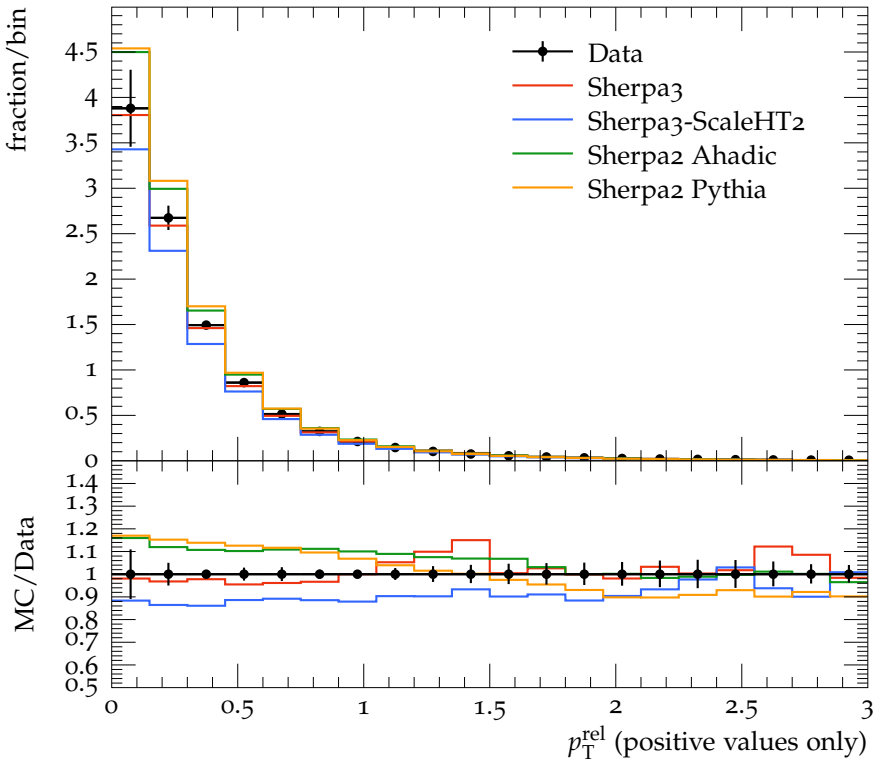 fraction/bin
4.5
4
3.5
3
2.5
2
1.5
1
0.5
0
Data
Sherpa3
Sherpa3-ScaleHT2
Sherpa2 Ahadic
Sherpa2 Pythia
MC/Data
1.4
1.3
1.2
1.1
1
0.9
0.8
0.7
0.6
0.5
0 0.5 1 1.5 2 2.5 3
p_T^rel (positive values only)